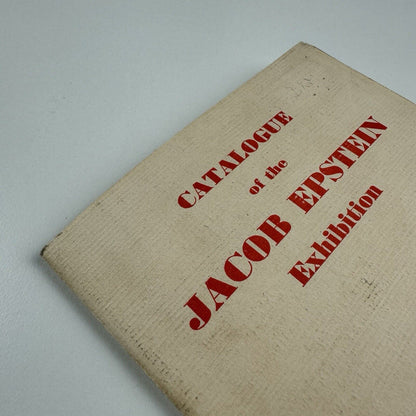 CATALOGUE
of the
JACOB EPSTEIN
Exhibition